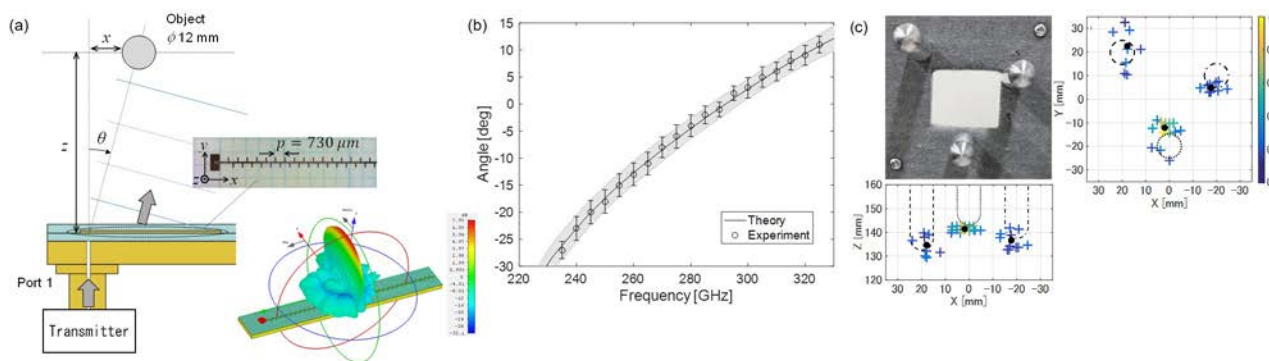 (a)
Object
ϕ 12 mm
x
θ
p = 730 μm
y
z
x
Port 1
Transmitter
(b)
Angle [deg]
15
10
5
0
-5
-10
-15
-20
-25
-30
220 240 260 280 300 320
Frequency [GHz]
Theory
Experiment
(c)
Y [mm]
30
20
10
0
-10
-20
-30
30 20 10 0 -10 -20 -30
X [mm]
Z [mm]
160
150
140
130
120
30 20 10 0 -10 -20 -30
X [mm]